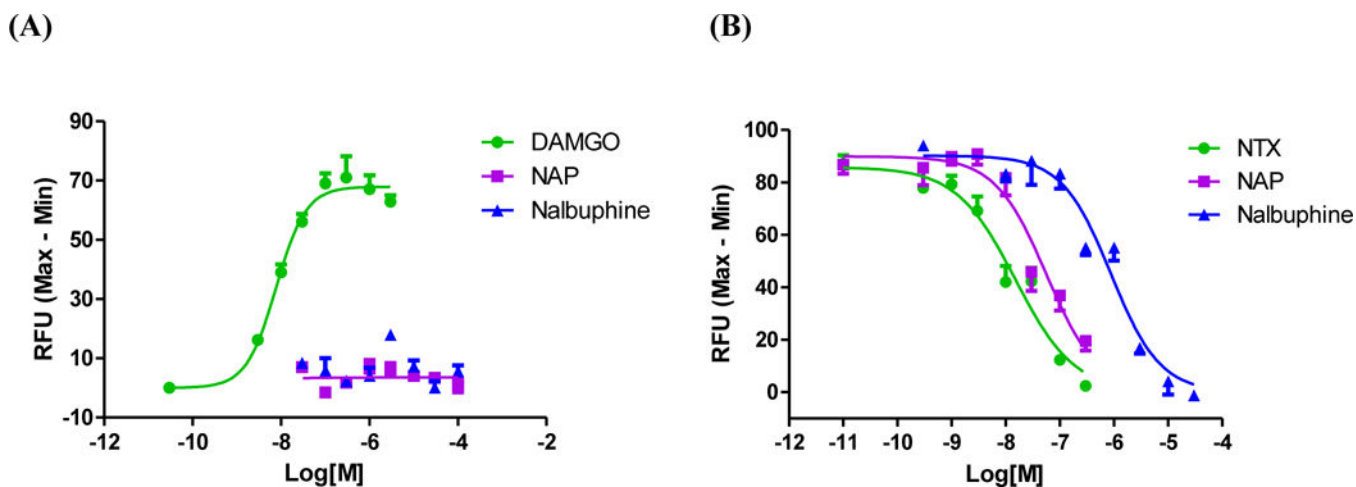 (A)
(B)
90
70
50
30
10
-10
RFU (Max - Min)
-12
-10
-8
-6
-4
-2
Log[M]
DAMGO
NAP
Nalbuphine
100
80
60
40
20
0
RFU (Max - Min)
-12
-11
-10
-9
-8
-7
-6
-5
-4
Log[M]
NTX
NAP
Nalbuphine